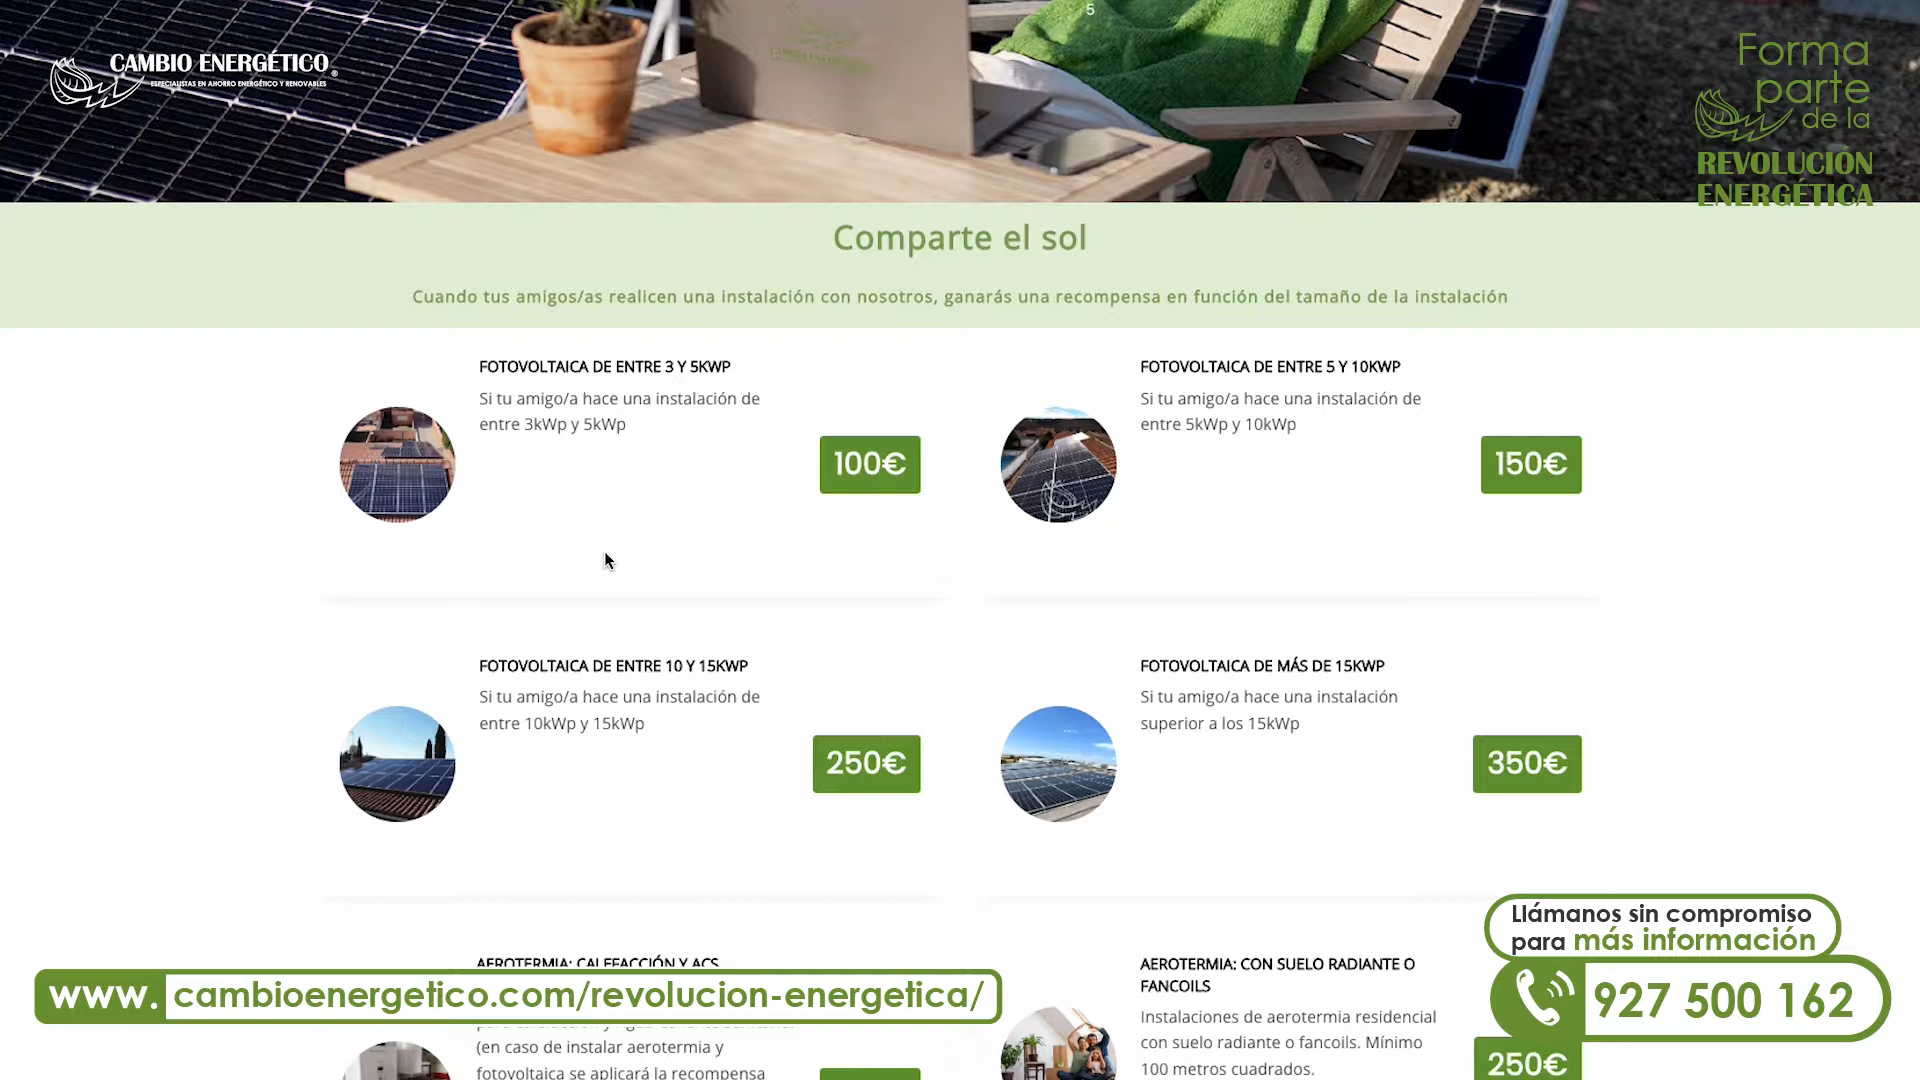 5
CAMBIO ENERGÉTICO®
ESPECIALISTAS EN AHORRO ENERGÉTICO Y RENOVABLES
Forma
parte
de la
REVOLUCIÓN
ENERGÉTICA
Comparte el sol
Cuando tus amigos/as realicen una instalación con nosotros, ganarás una recompensa en función del tamaño de la instalación
FOTOVOLTAICA DE ENTRE 3 Y 5KWP
Si tu amigo/a hace una instalación de
entre 3kWp y 5kWp
100€
FOTOVOLTAICA DE ENTRE 5 Y 10KWP
Si tu amigo/a hace una instalación de
entre 5kWp y 10kWp
150€
FOTOVOLTAICA DE ENTRE 10 Y 15KWP
Si tu amigo/a hace una instalación de
entre 10kWp y 15kWp
250€
FOTOVOLTAICA DE MÁS DE 15KWP
Si tu amigo/a hace una instalación
superior a los 15kWp
350€
AEROTERMIA: CALEFACCIÓN Y ACS
(en caso de instalar aerotermia y
fotovoltaica se aplicará la recompensa
AEROTERMIA: CON SUELO RADIANTE O
FANCOILS
Instalaciones de aerotermia residencial
con suelo radiante o fancoils. Mínimo
100 metros cuadrados.
250€
www. cambioenergetico.com/revolucion-energetica/
Llámanos sin compromiso
para más información
927 500 162